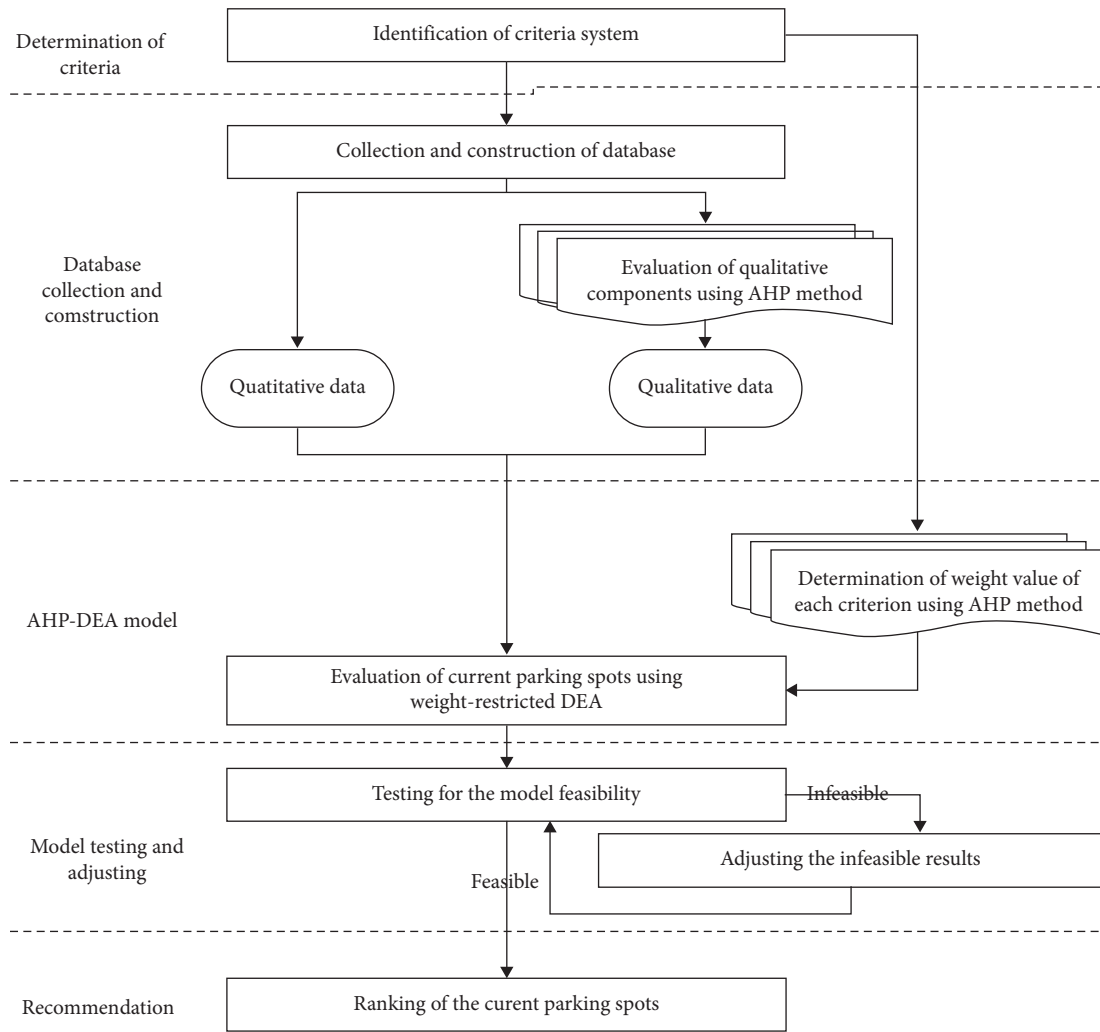 Determination of
criteria
Identification of criteria system
Collection and construction of database
Database
collection and
comstruction
Evaluation of qualitative
components using AHP method
Quatitative data
Qualitative data
AHP-DEA model
Determination of weight value of
each criterion using AHP method
Evaluation of current parking spots using
weight-restricted DEA
Model testing and
adjusting
Testing for the model feasibility
Infeasible
Adjusting the infeasible results
Feasible
Recommendation
Ranking of the curent parking spots